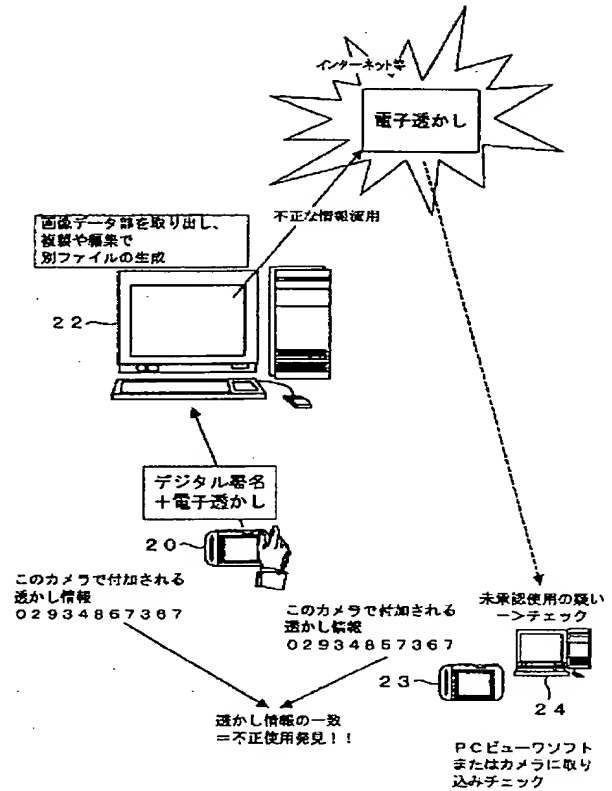 インターネット等
電子透かし
不正な情報流用
画像データ部を取り出し、
複製や編集で
別ファイルの生成
22
デジタル署名
+電子透かし
20
このカメラで付加される
透かし情報
02934867367
このカメラで付加される
透かし情報
029348567367
未承認使用の疑い
ー>チェック
23
24
透かし情報の一致
=不正使用発見!!
PCビューワソフト
またはカメラに取り
込みチェック